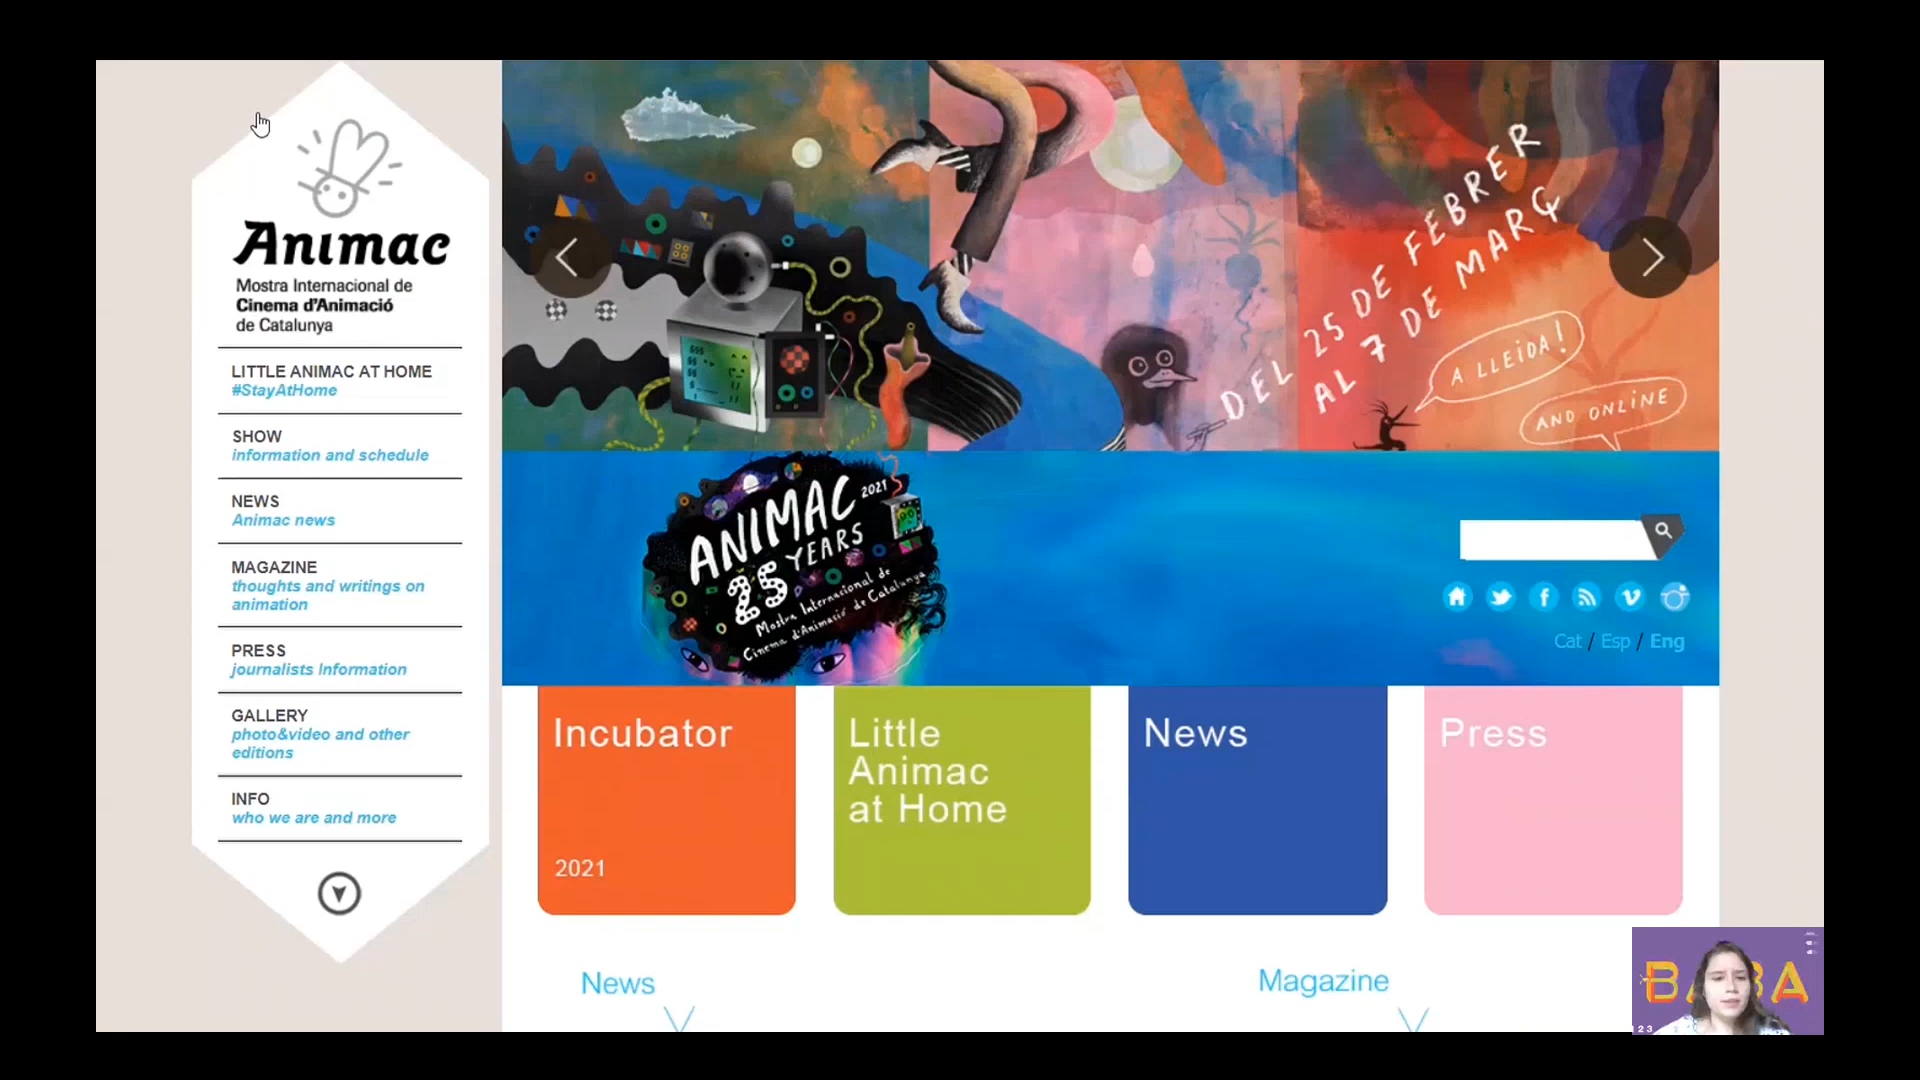 Animac
Mostra Internacional de
Cinema d'Animació
de Catalunya
LITTLE ANIMAC AT HOME
#StayAtHome
SHOW
information and schedule
NEWS
Animac news
MAGAZINE
thoughts and writings on
animation
PRESS
journalists Information
GALLERY
photo&video and other
editions
INFO
who we are and more
DEL 25 DE FEBRER
AL 7 DE MARÇ
A LLEIDA!
AND ONLINE
ANIMAC 2021
25 YEARS
Mostra Internacional de
Cinema d'Animació de Catalunya
Cat / Esp / Eng
Incubator
2021
Little
Animac
at Home
News
Press
News
Magazine